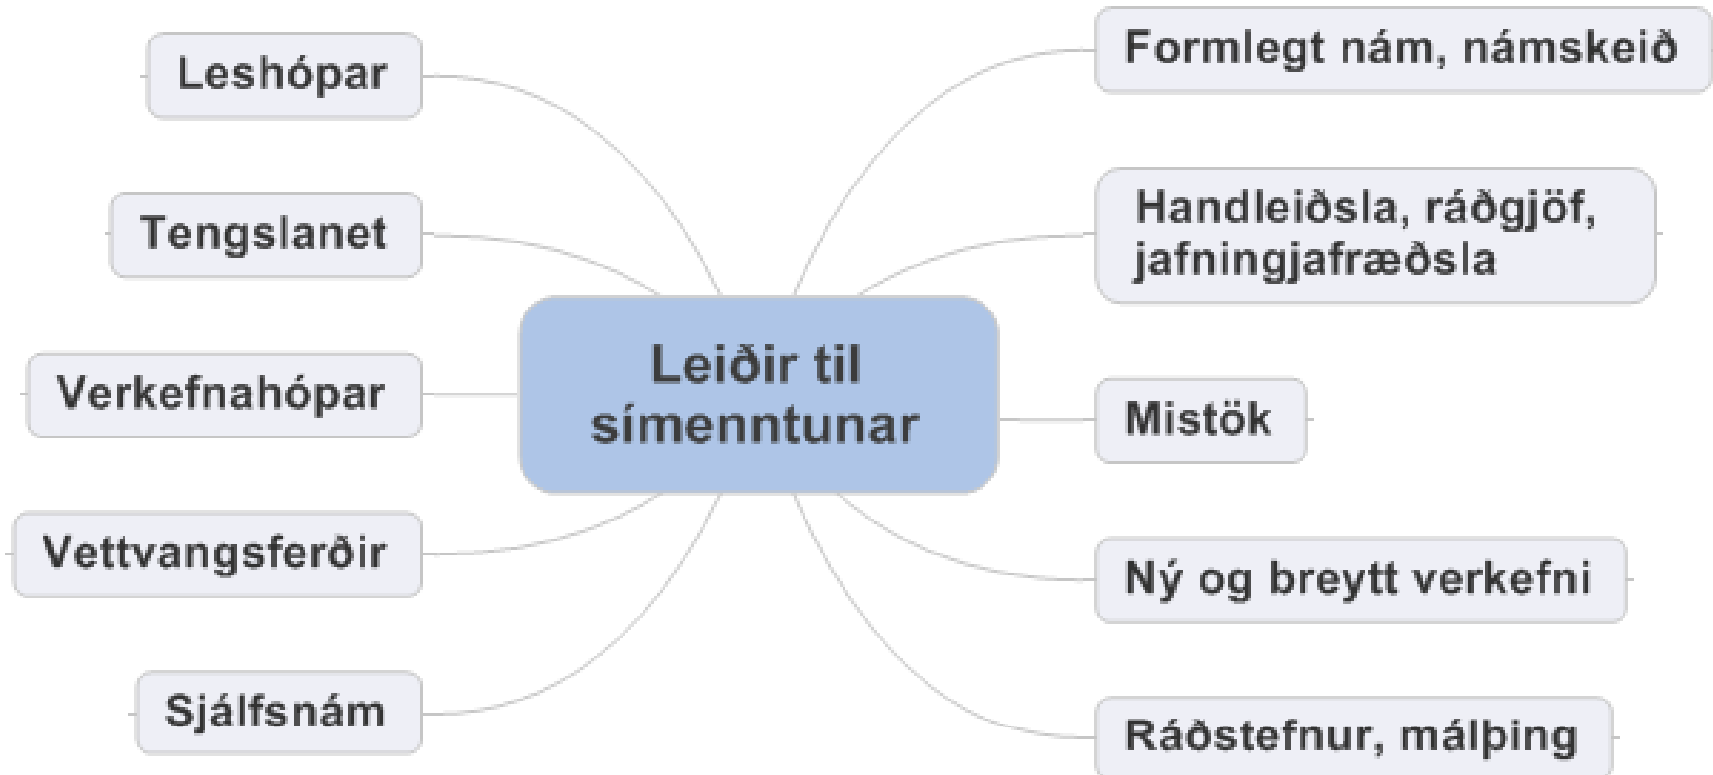 Leiðir til
símenntunar
Leshópar
Tengslanet
Verkefnahópar
Vettvangsferðir
Sjálfsnám
Formlegt nám, námskeið
Handleiðsla, ráðgjöf,
jafningjafræðsla
Mistök
Ný og breytt verkefni
Ráðstefnur, málþing